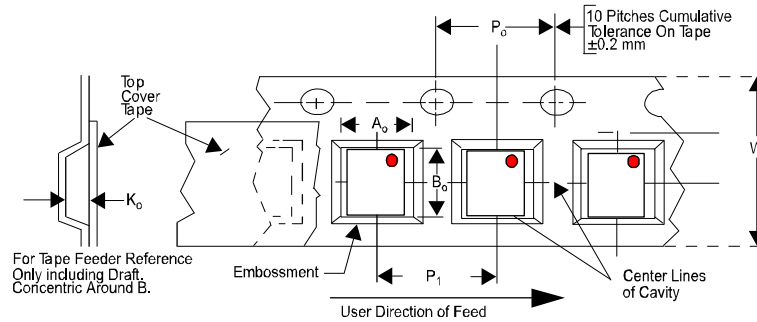 10 Pitches Cumulative
Tolerance On Tape
±0.2 mm
Po
Top
Cover
Tape
Ao
W
Bo
Ko
For Tape Feeder Reference
Only including Draft.
Concentric Around B.
Embossment
P1
Center Lines
of Cavity
User Direction of Feed